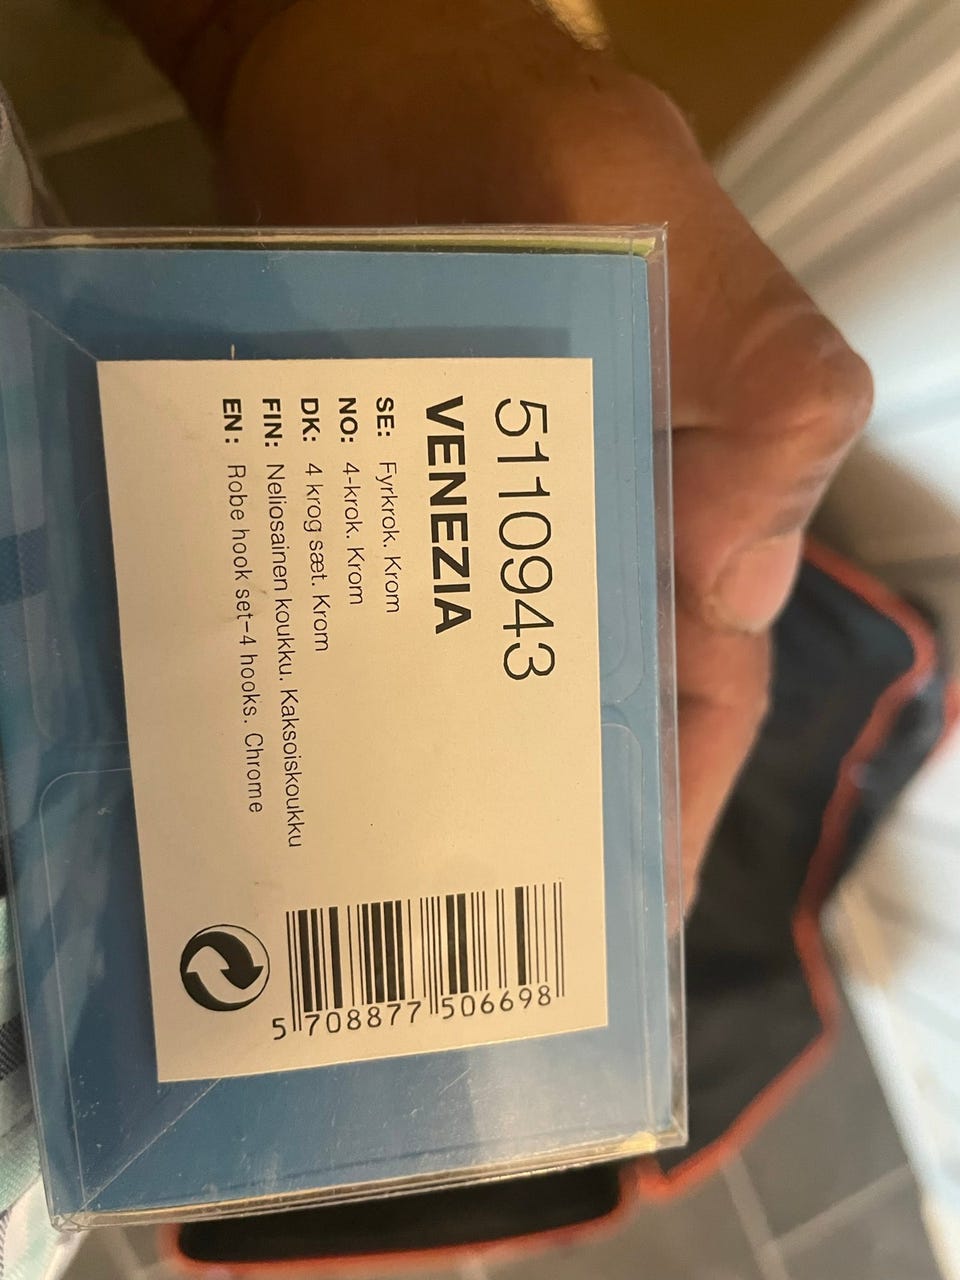 5110943
VENEZIA
SE: Fyrkrok. Krom
NO: 4-krok. Krom
DK: 4 krog sæt. Krom
FIN: Neliosainen koukku. Kaksoiskoukku
EN: Robe hook set-4 hooks. Chrome
5 708877 506698